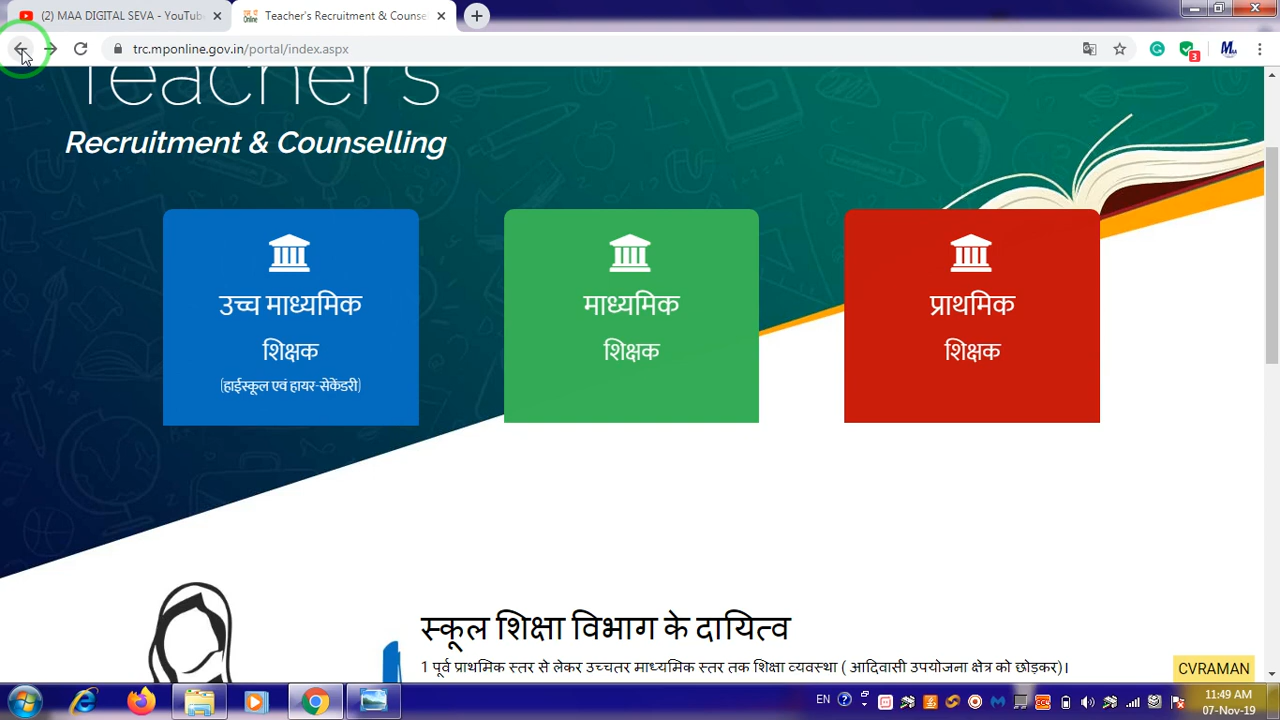 (2) MAA DIGITAL SEVA - YouTub
Teacher's Recruitment & Counse
trc.mponline.gov.in/portal/index.aspx
3
Teacher's
Recruitment & Counselling
उच्च माध्यमिक
शिक्षक
(हाईस्कूल एवं हायर-सेकेंडरी)
माध्यमिक
शिक्षक
प्राथमिक
शिक्षक
स्कूल शिक्षा विभाग के दायित्व
1 पूर्व प्राथमिक स्तर से लेकर उच्चतर माध्यमिक स्तर तक शिक्षा व्यवस्था ( आदिवासी उपयोजना क्षेत्र को छोड़कर)।
CVRAMAN
EN
11:49 AM
07-Nov-19